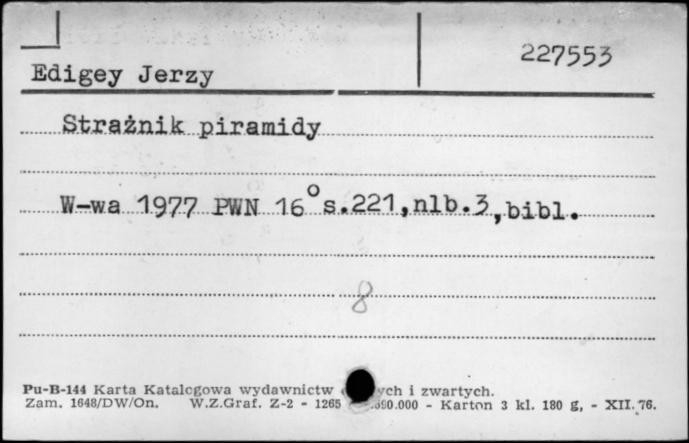 227553
Edigey Jerzy
Strażnik piramidy
W-wa 1977 PWN 16° s.221,nlb.3,bibl.
8
Pu-B-144 Karta Katalogowa wydawnictw ych i zwartych.
Zam. 1648/DW/On. W.Z.Graf. Z-2 - 1265 .000 - Karton 3 kl. 180 g, - XII. 76.